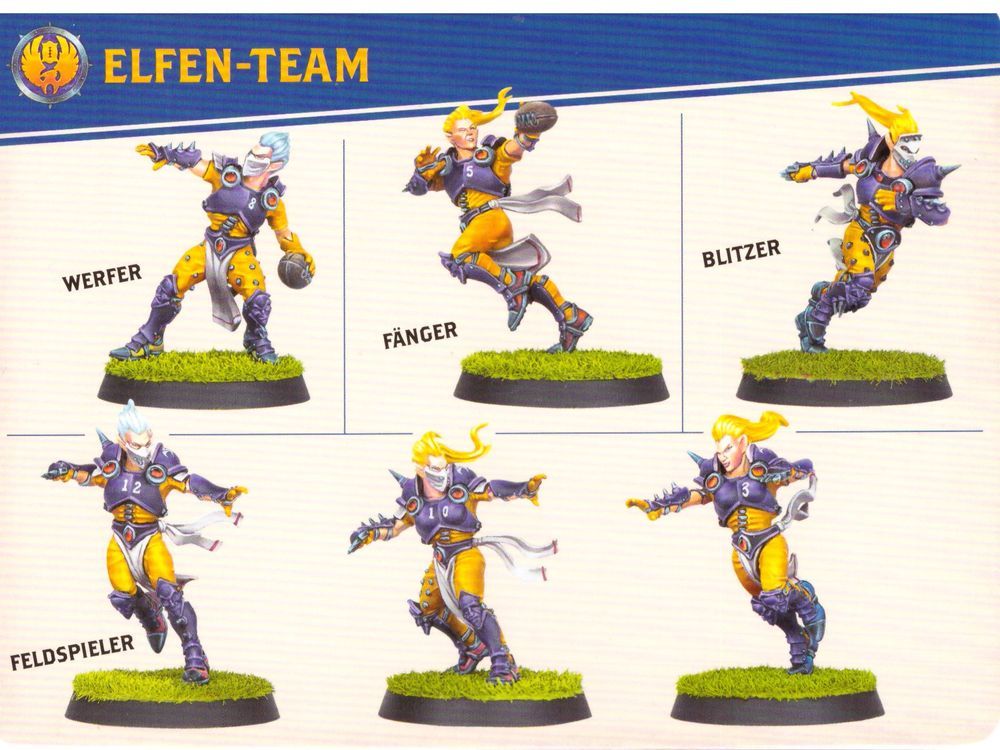 ELFEN-TEAM
WERFER
8
FÄNGER
5
BLITZER
FELDSPIELER
12
10
3